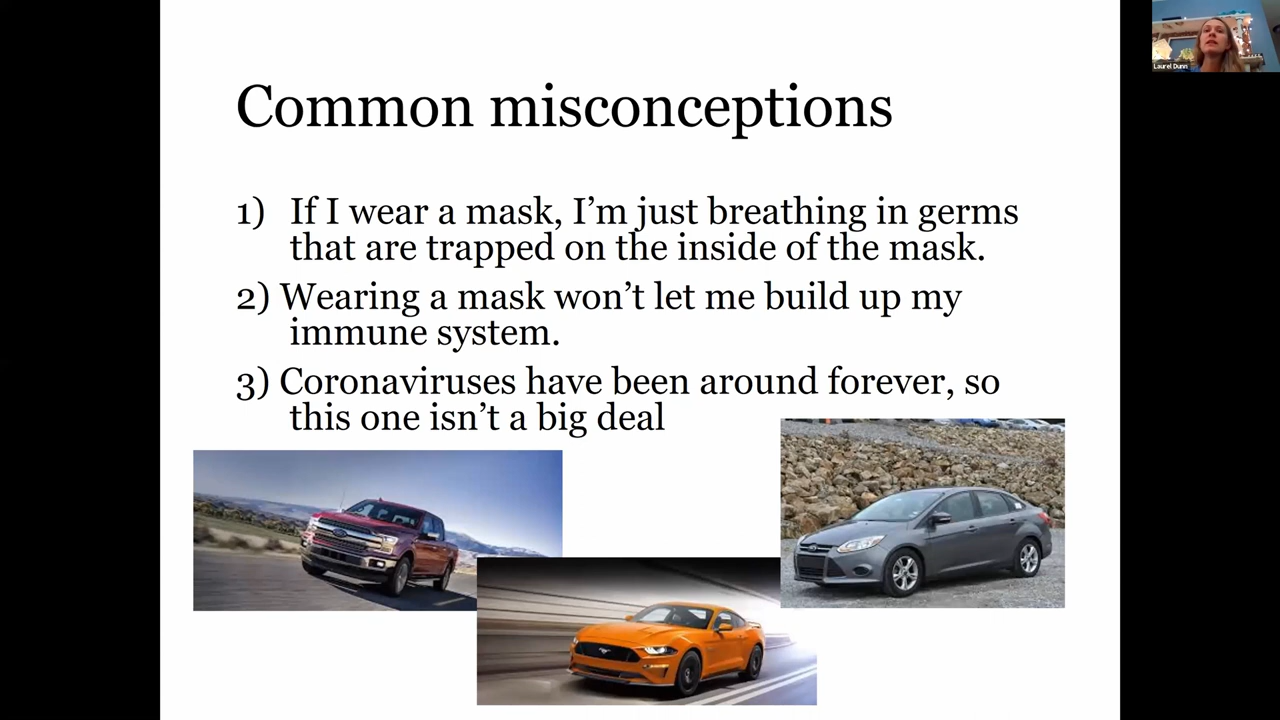 Common misconceptions
1) If I wear a mask, I’m just breathing in germs
that are trapped on the inside of the mask.
2) Wearing a mask won’t let me build up my
immune system.
3) Coronaviruses have been around forever, so
this one isn’t a big deal
Laurel Dunn